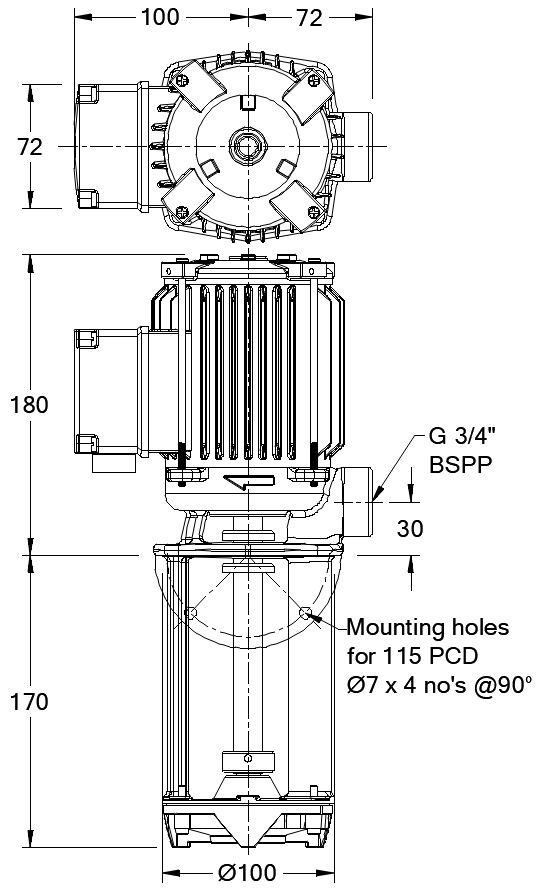 100
72
72
180
G 3/4"
BSPP
30
Mounting holes
for 115 PCD
Ø7 x 4 no's @90°
170
Ø100